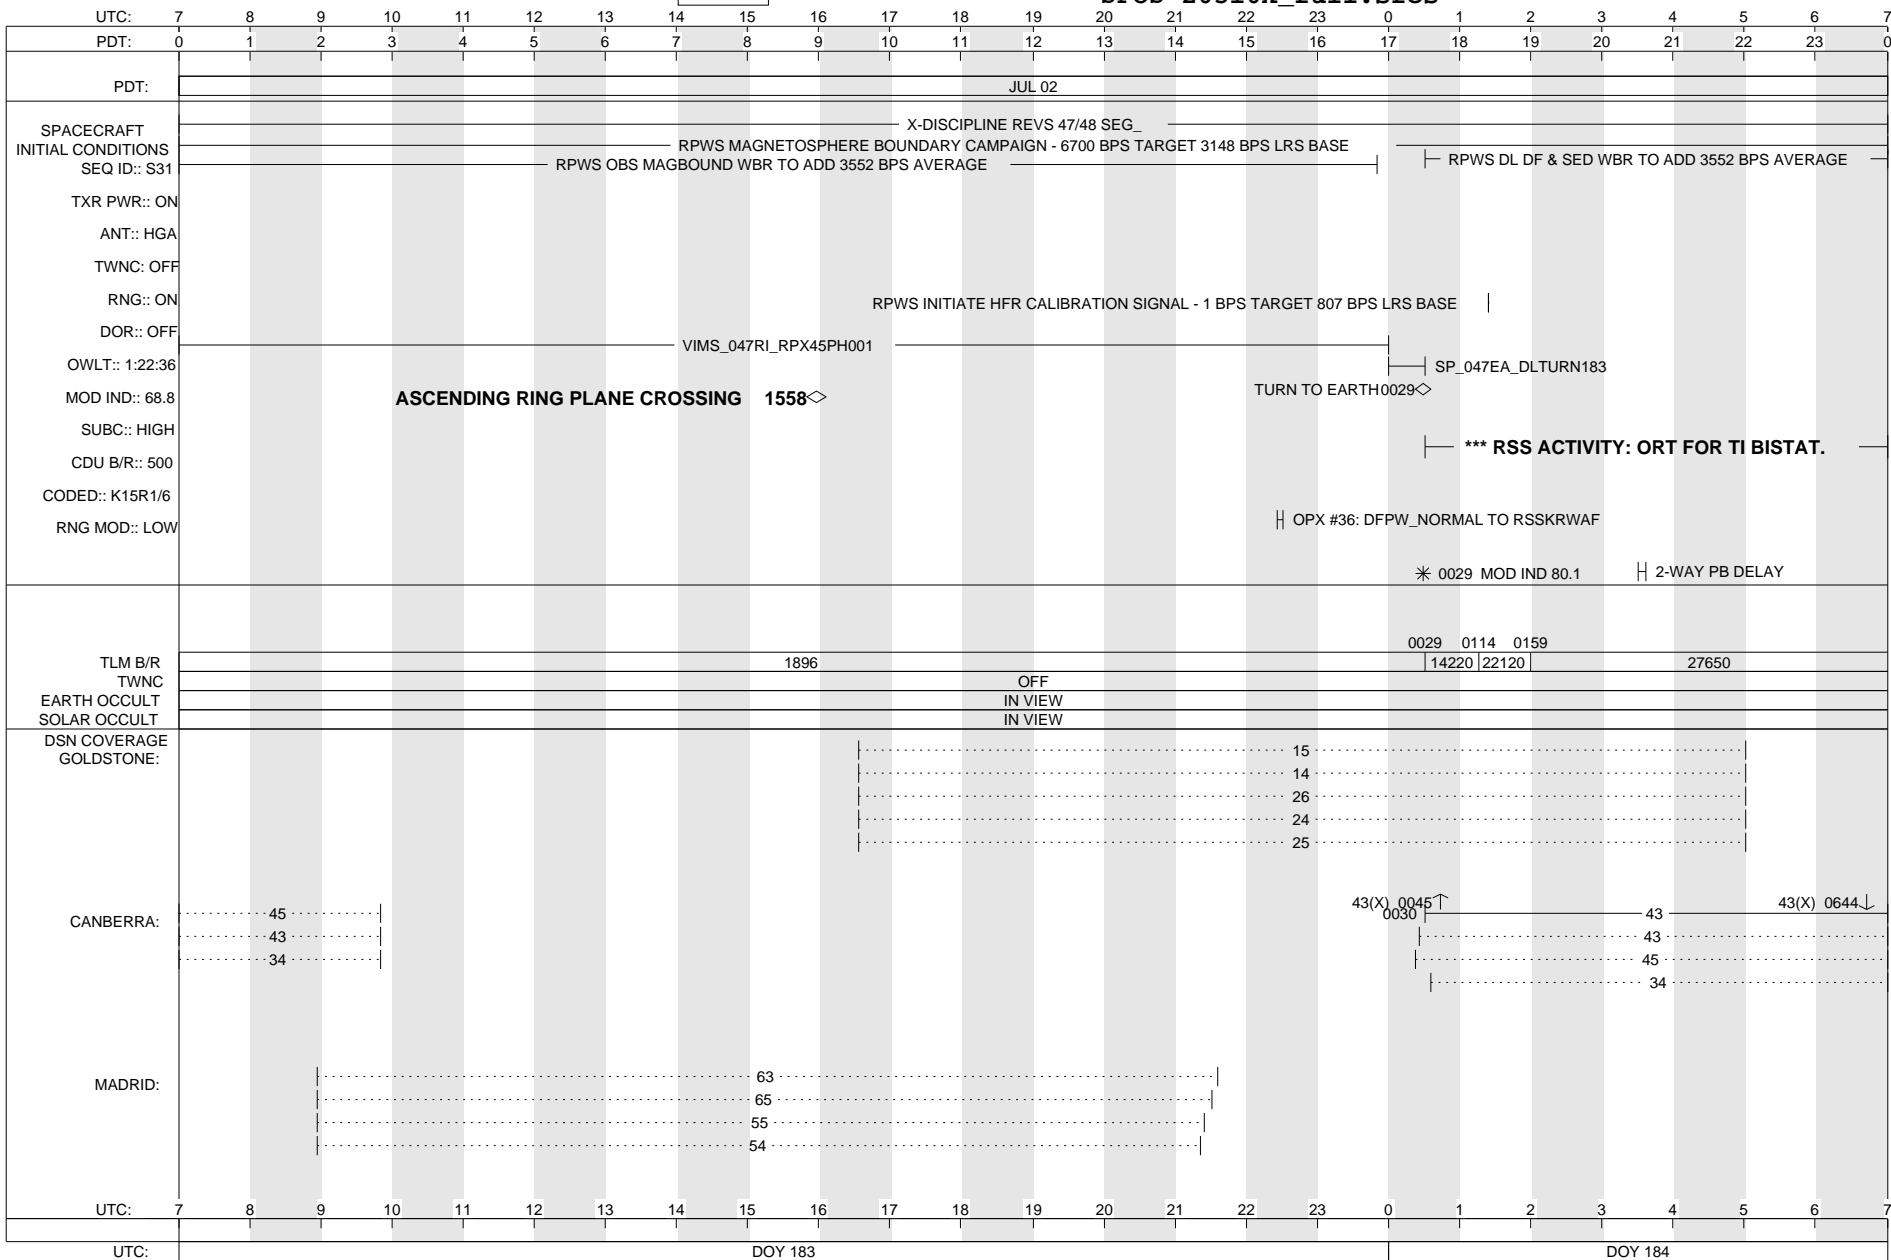 UTC: 7 8 9 10 11 12 13 14 15 16 17 18 19 20 21 22 23 0 1 2 3 4 5 6 7
PDT: 0 1 2 3 4 5 6 7 8 9 10 11 12 13 14 15 16 17 18 19 20 21 22 23 0
PDT: JUL 02
SPACECRAFT
INITIAL CONDITIONS
SEQ ID:: S31
TXR PWR:: ON
ANT:: HGA
TWNC: OFF
RNG:: ON
DOR:: OFF
OWLT:: 1:22:36
MOD IND:: 68.8
SUBC:: HIGH
CDU B/R:: 500
CODED:: K15R1/6
RNG MOD:: LOW
X-DISCIPLINE REVS 47/48 SEG_
RPWS MAGNETOSPHERE BOUNDARY CAMPAIGN - 6700 BPS TARGET 3148 BPS LRS BASE
RPWS OBS MAGBOUND WBR TO ADD 3552 BPS AVERAGE
RPWS DL DF & SED WBR TO ADD 3552 BPS AVERAGE
RPWS INITIATE HFR CALIBRATION SIGNAL - 1 BPS TARGET 807 BPS LRS BASE
VIMS_047RI_RPX45PH001
SP_047EA_DLTURN183
TURN TO EARTH 0029
ASCENDING RING PLANE CROSSING 1558
*** RSS ACTIVITY: ORT FOR TI BISTAT.
OPX #36: DFPW_NORMAL TO RSSKRWAF
0029 MOD IND 80.1
2-WAY PB DELAY
0029 0114 0159
TLM B/R 1896 14220 22120 27650
TWNC OFF
EARTH OCCULT IN VIEW
SOLAR OCCULT IN VIEW
DSN COVERAGE
GOLDSTONE:
15
14
26
24
25
CANBERRA:
43(X) 0045 43(X) 0644
45 0030 43
43 43
34 45
34
MADRID:
63
65
55
54
UTC: 7 8 9 10 11 12 13 14 15 16 17 18 19 20 21 22 23 0 1 2 3 4 5 6 7
UTC: DOY 183 DOY 184